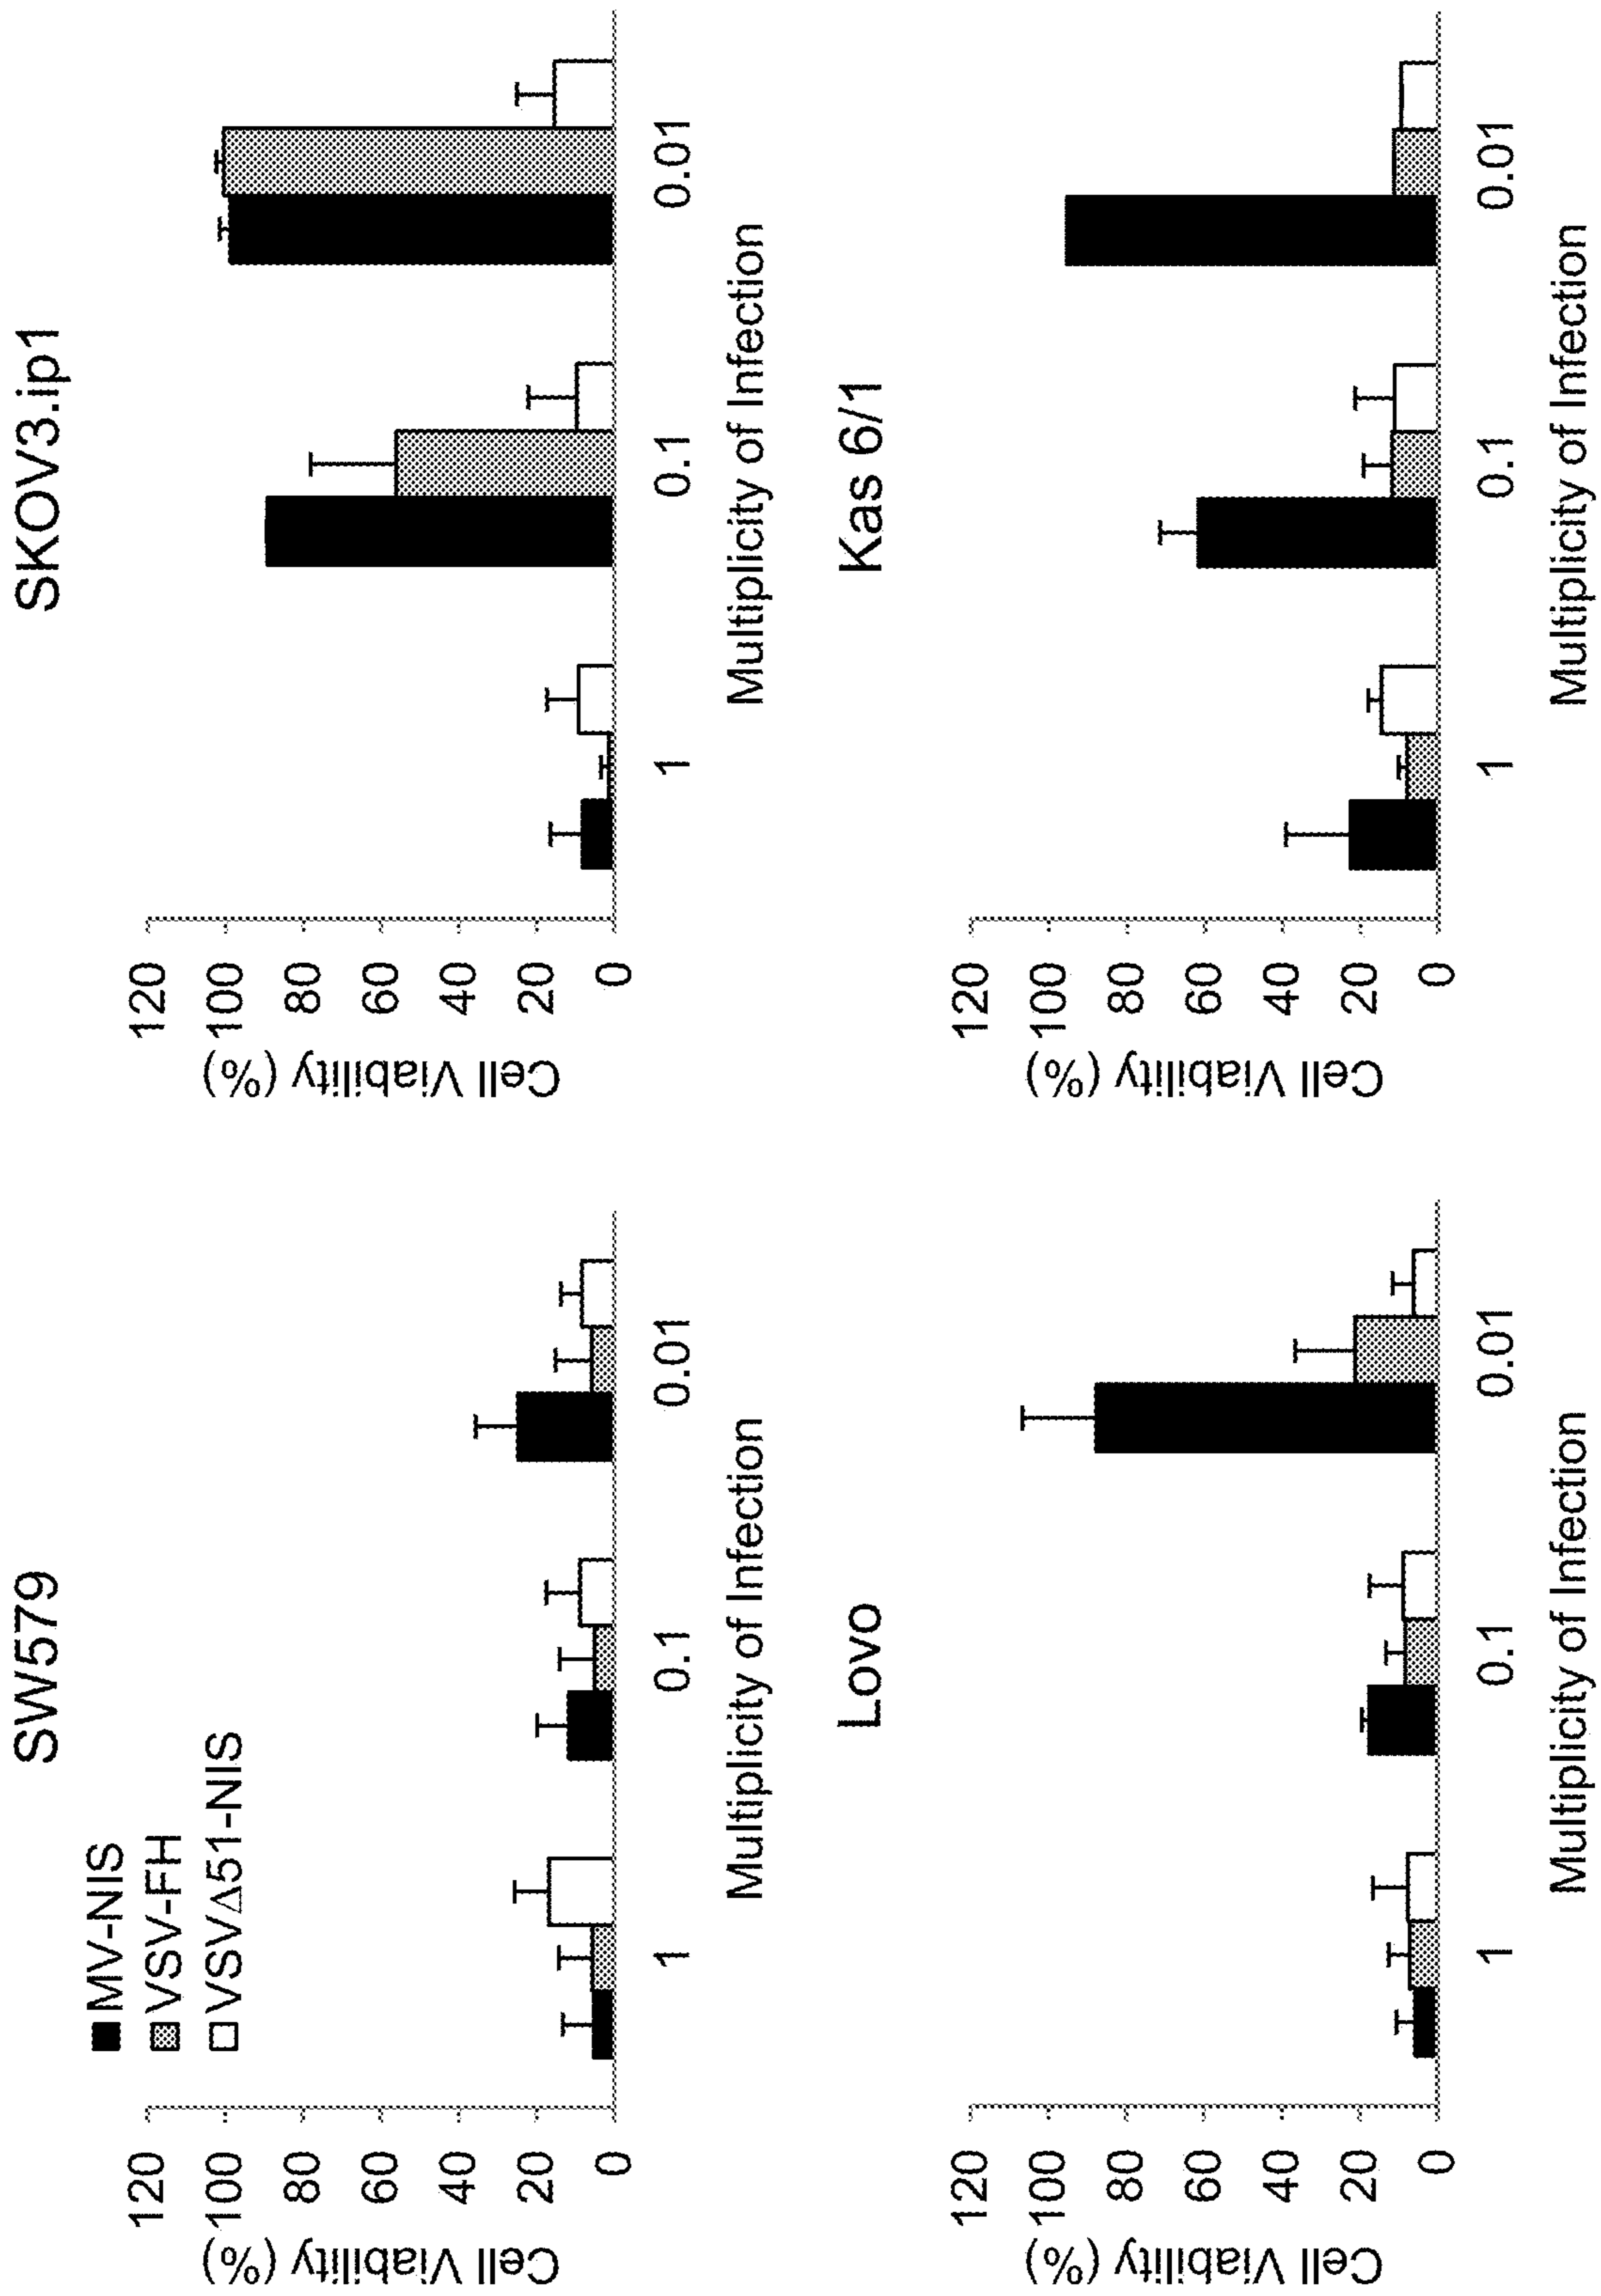 SW579
MV-NIS
VSV-FH
VSVΔ51-NIS
Cell Viability (%)
120
100
80
60
40
20
0
1
0.1
0.01
Multiplicity of Infection
SKOV3.ip1
Cell Viability (%)
120
100
80
60
40
20
0
1
0.1
0.01
Multiplicity of Infection
Lovo
Cell Viability (%)
120
100
80
60
40
20
0
1
0.1
0.01
Multiplicity of Infection
Kas 6/1
Cell Viability (%)
120
100
80
60
40
20
0
1
0.1
0.01
Multiplicity of Infection